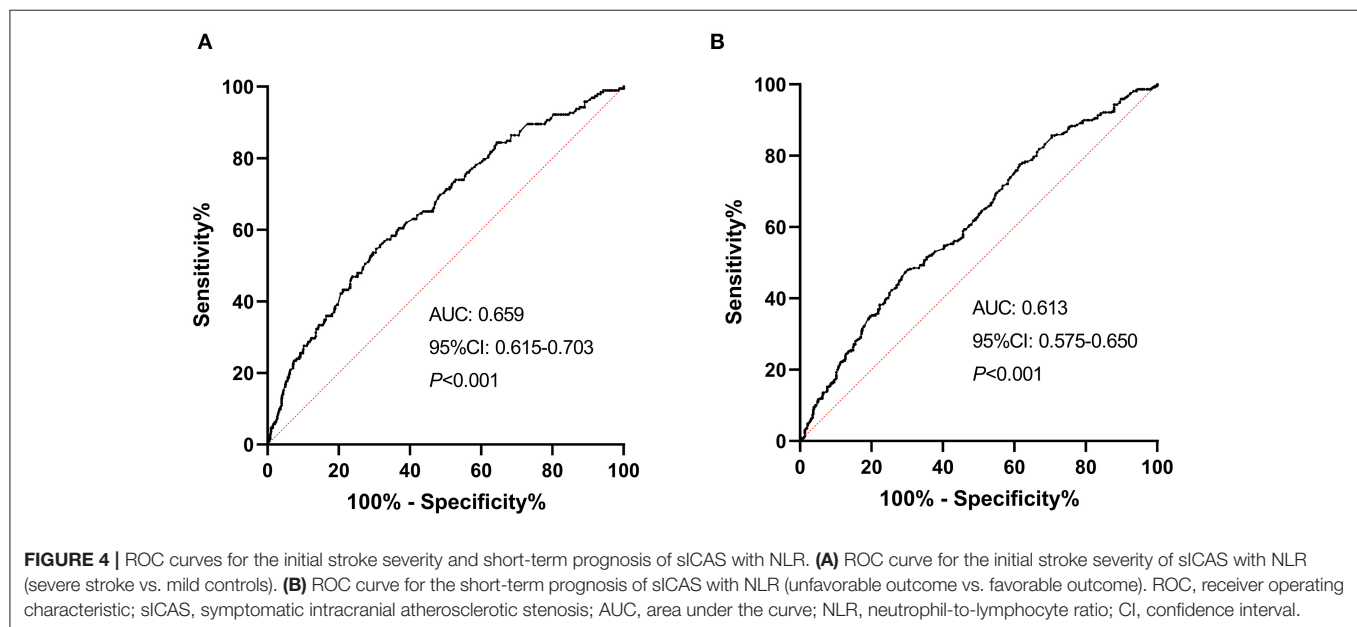 A
100
80
60
40
20
0
Sensitivity%
AUC: 0.659
95%CI: 0.615-0.703
P<0.001
0 20 40 60 80 100
100% - Specificity%
B
100
80
60
40
20
0
Sensitivity%
AUC: 0.613
95%CI: 0.575-0.650
P<0.001
0 20 40 60 80 100
100% - Specificity%
FIGURE 4 | ROC curves for the initial stroke severity and short-term prognosis of sICAS with NLR. (A) ROC curve for the initial stroke severity of sICAS with NLR
(severe stroke vs. mild controls). (B) ROC curve for the short-term prognosis of sICAS with NLR (unfavorable outcome vs. favorable outcome). ROC, receiver operating
characteristic; sICAS, symptomatic intracranial atherosclerotic stenosis; AUC, area under the curve; NLR, neutrophil-to-lymphocyte ratio; CI, confidence interval.